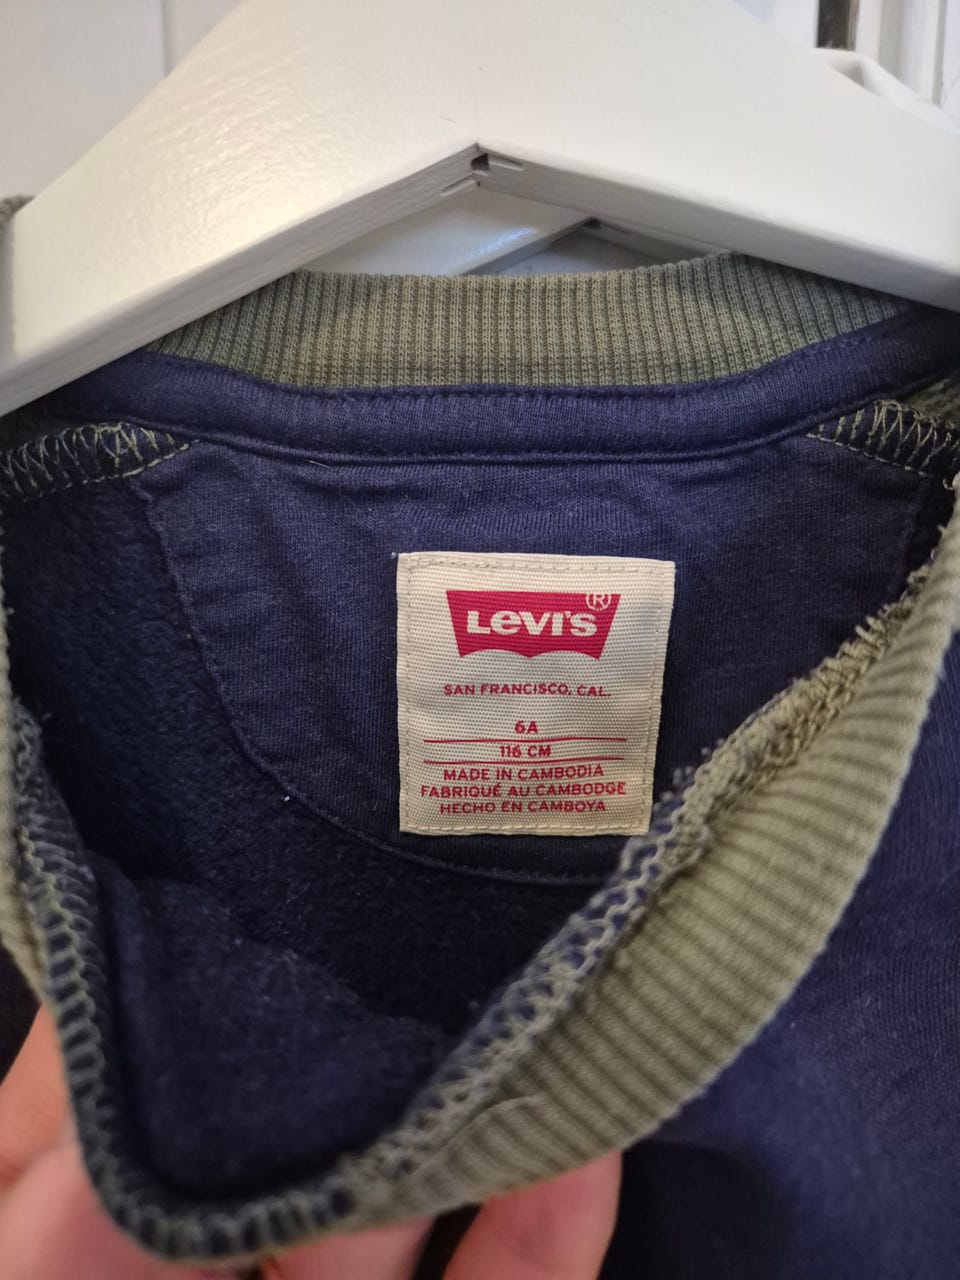 Levi's ®
SAN FRANCISCO, CAL.
6A
116 CM
MADE IN CAMBODIA
FABRIQUÉ AU CAMBODGE
HECHO EN CAMBOYA